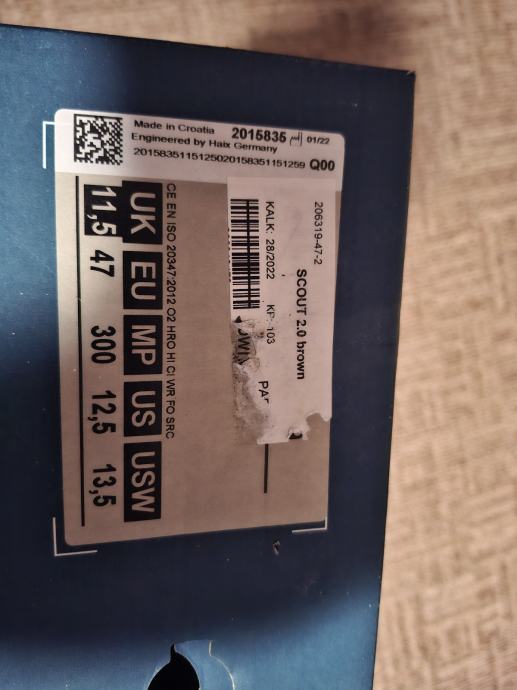 Made in Croatia 2015835 01/22
Engineered by Haix Germany
2015835115125020158351151259 Q00
206319-47-2
SCOUT 2.0 brown
KALK: 28/2022
CE EN ISO 20347:2012 O2 HRO HI CI WR FO SRC
UK EU MP US USW
11,5 47 300 12,5 13,5